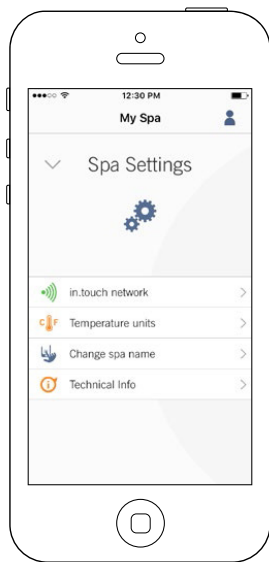 12:30 PM
My Spa
Spa Settings
in.touch network
C F Temperature units
Change spa name
Technical Info